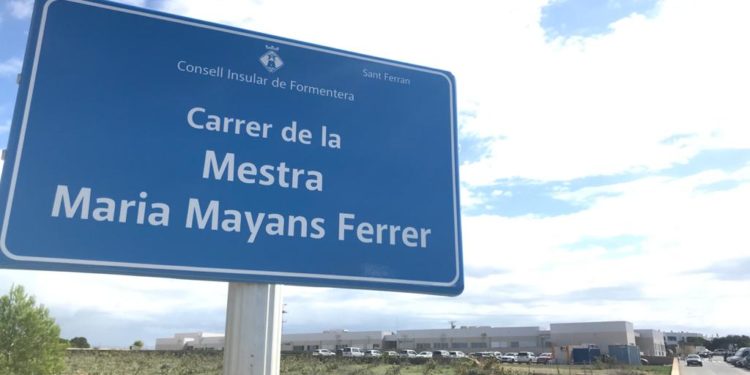 Consell Insular de Formentera
Sant Ferran
Carrer de la
Mestra
Maria Mayans Ferrer